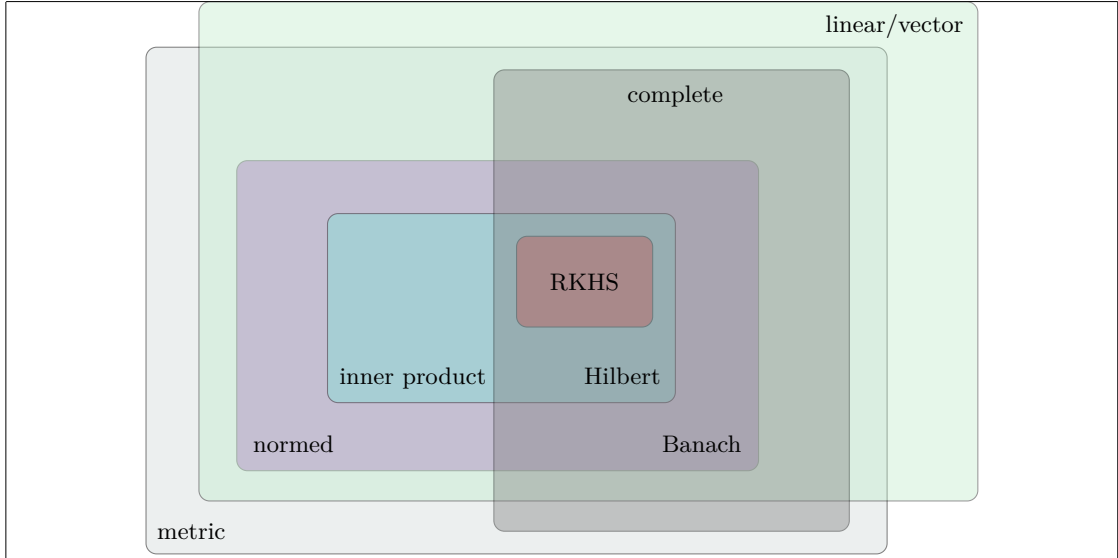 linear/vector
complete
RKHS
inner product
Hilbert
normed
Banach
metric